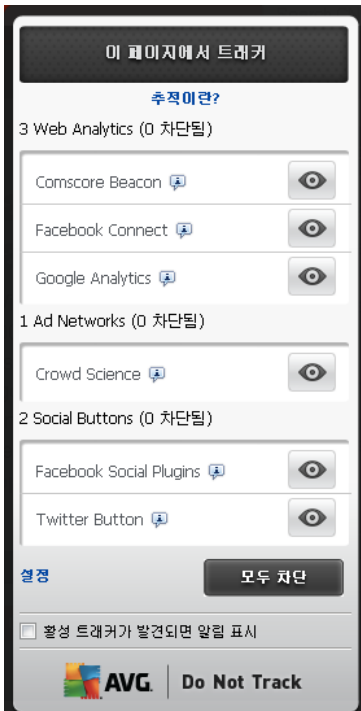 이 페이지에서 트래커
추적이란?
3 Web Analytics (0 차단됨)
Comscore Beacon
Facebook Connect
Google Analytics
1 Ad Networks (0 차단됨)
Crowd Science
2 Social Buttons (0 차단됨)
Facebook Social Plugins
Twitter Button
설정 모두 차단
활성 트래커가 발견되면 알림 표시
AVG. Do Not Track